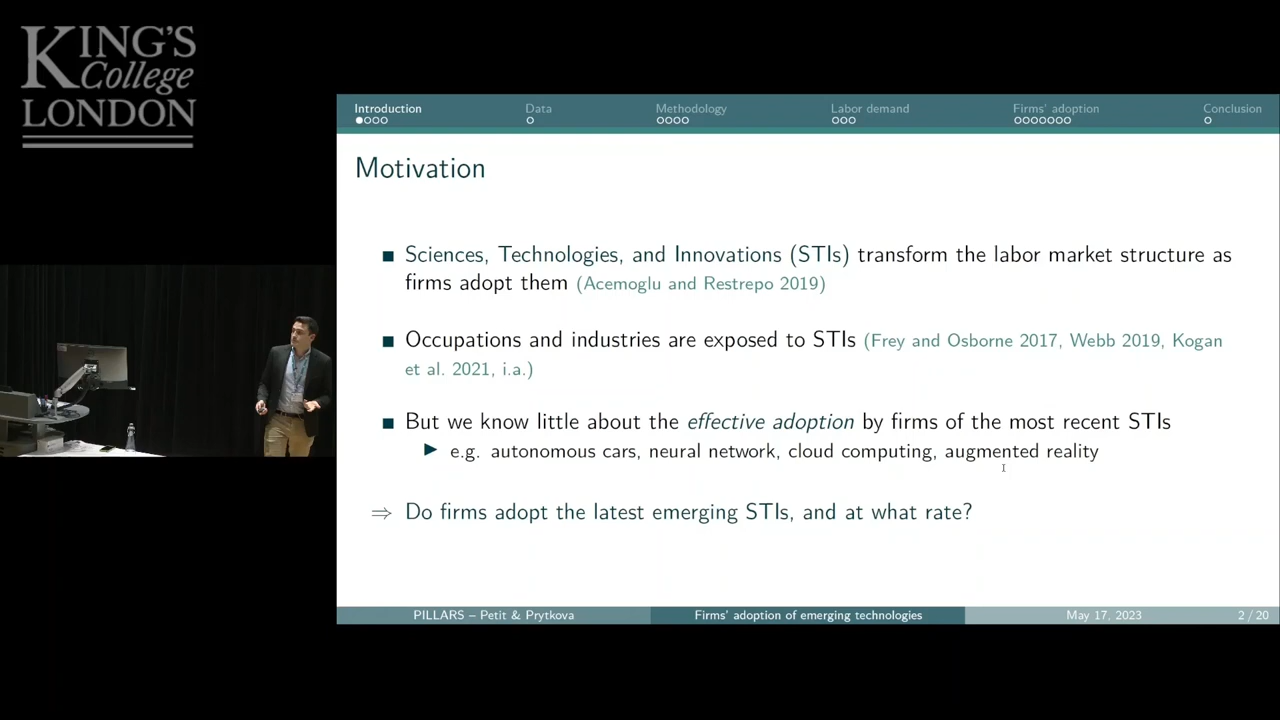 KING'S
College
LONDON
Introduction
Data
Methodology
Labor demand
Firms' adoption
Conclusion
Motivation
Sciences, Technologies, and Innovations (STIs) transform the labor market structure as
firms adopt them (Acemoglu and Restrepo 2019)
Occupations and industries are exposed to STIs (Frey and Osborne 2017, Webb 2019, Kogan
et al. 2021, i.a.)
But we know little about the effective adoption by firms of the most recent STIs
e.g. autonomous cars, neural network, cloud computing, augmented reality
⇒ Do firms adopt the latest emerging STIs, and at what rate?
PILLARS – Petit & Prytkova
Firms' adoption of emerging technologies
May 17, 2023
2 / 20